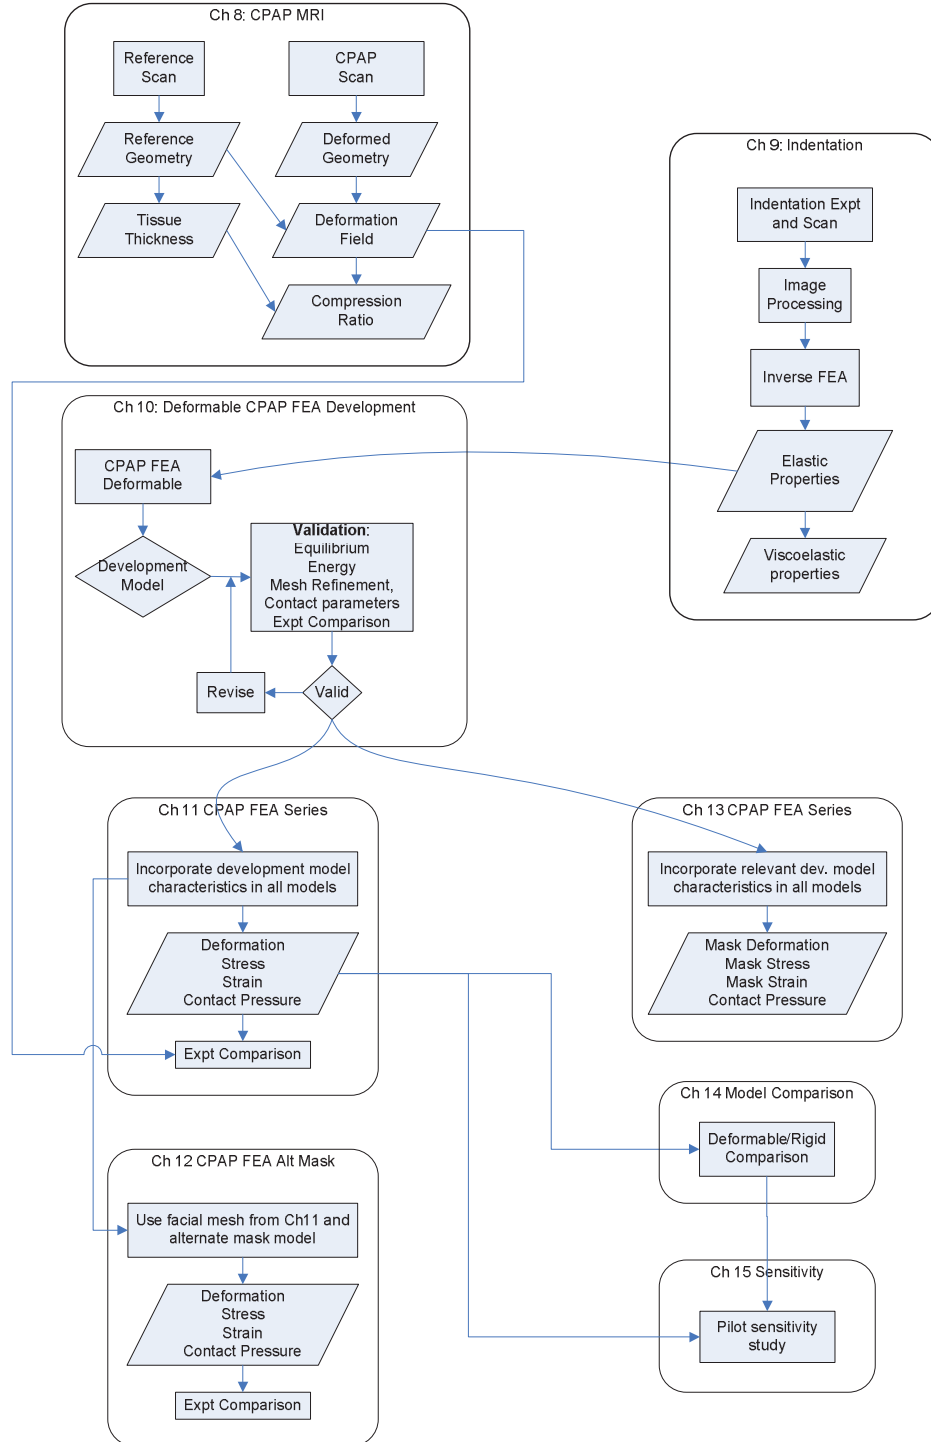 Ch 8: CPAP MRI
Reference
Scan
CPAP
Scan
Reference
Geometry
Deformed
Geometry
Tissue
Thickness
Deformation
Field
Compression
Ratio
Ch 9: Indentation
Indentation Expt
and Scan
Image
Processing
Inverse FEA
Elastic
Properties
Viscoelastic
properties
Ch 10: Deformable CPAP FEA Development
CPAP FEA
Deformable
Development
Model
Validation:
Equilibrium
Energy
Mesh Refinement,
Contact parameters
Expt Comparison
Revise
Valid
Ch 11 CPAP FEA Series
Incorporate development model
characteristics in all models
Deformation
Stress
Strain
Contact Pressure
Expt Comparison
Ch 13 CPAP FEA Series
Incorporate relevant dev. model
characteristics in all models
Mask Deformation
Mask Stress
Mask Strain
Contact Pressure
Ch 12 CPAP FEA Alt Mask
Use facial mesh from Ch11 and
alternate mask model
Deformation
Stress
Strain
Contact Pressure
Expt Comparison
Ch 14 Model Comparison
Deformable/Rigid
Comparison
Ch 15 Sensitivity
Pilot sensitivity
study